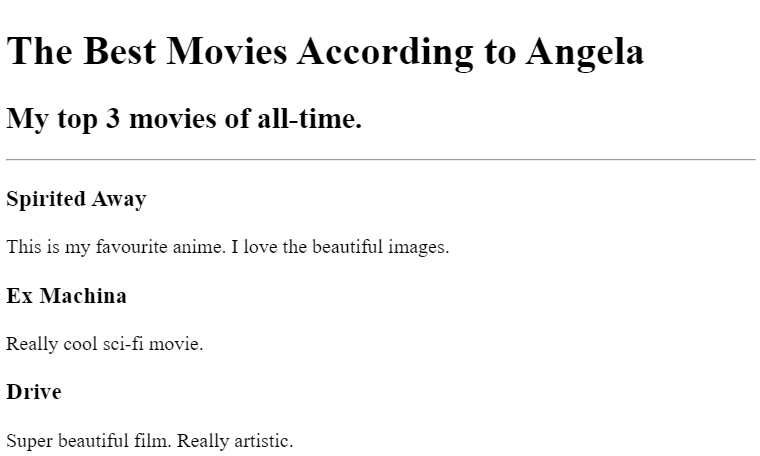 The Best Movies According to Angela
My top 3 movies of all-time.
Spirited Away
This is my favourite anime. I love the beautiful images.
Ex Machina
Really cool sci-fi movie.
Drive
Super beautiful film. Really artistic.